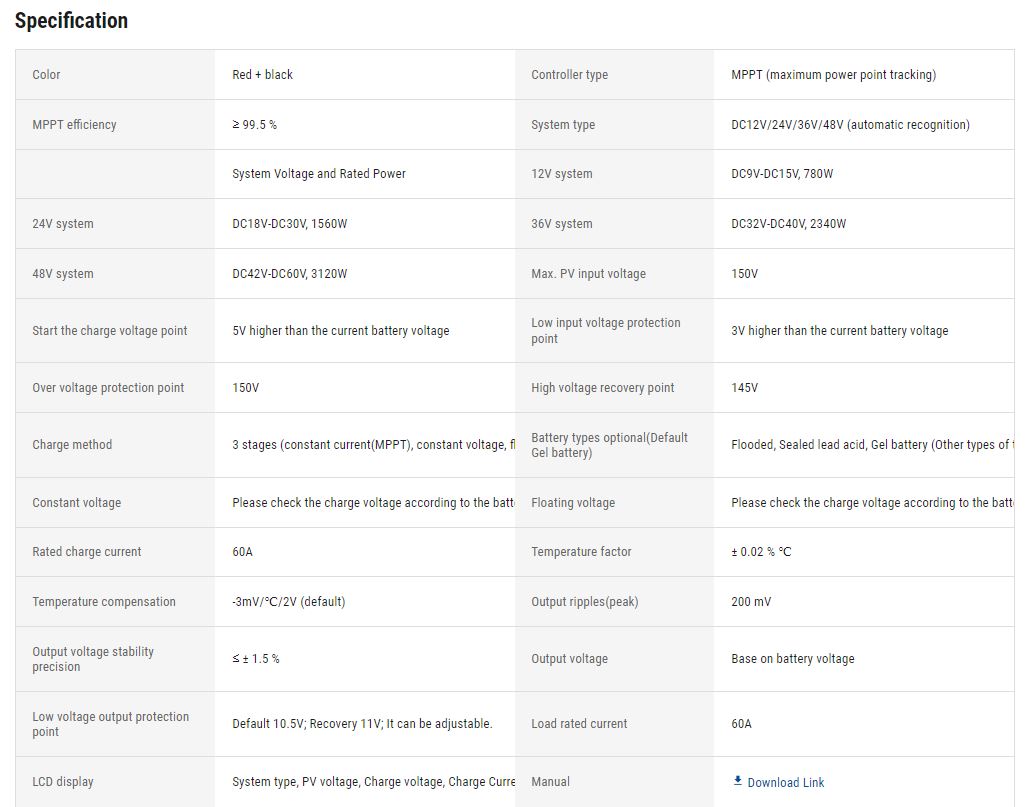 Specification
Color Red + black Controller type MPPT (maximum power point tracking)
MPPT efficiency ≥ 99.5 % System type DC12V/24V/36V/48V (automatic recognition)
System Voltage and Rated Power 12V system DC9V-DC15V, 780W
24V system DC18V-DC30V, 1560W 36V system DC32V-DC40V, 2340W
48V system DC42V-DC60V, 3120W Max. PV input voltage 150V
Start the charge voltage point 5V higher than the current battery voltage Low input voltage protection
point 3V higher than the current battery voltage
Over voltage protection point 150V High voltage recovery point 145V
Charge method 3 stages (constant current(MPPT), constant voltage, Battery types optional(Default
Gel battery) Flooded, Sealed lead acid, Gel battery (Other types of
Constant voltage Please check the charge voltage according to the Floating voltage Please check the charge voltage according to the
Rated charge current 60A Temperature factor ± 0.02 % ℃
Temperature compensation -3mV/℃/2V (default) Output ripples(peak) 200 mV
Output voltage stability
precision ≤ ± 1.5 % Output voltage Base on battery voltage
Low voltage output protection
point Default 10.5V; Recovery 11V; It can be adjustable. Load rated current 60A
LCD display System type, PV voltage, Charge voltage, Charge Manual Download Link